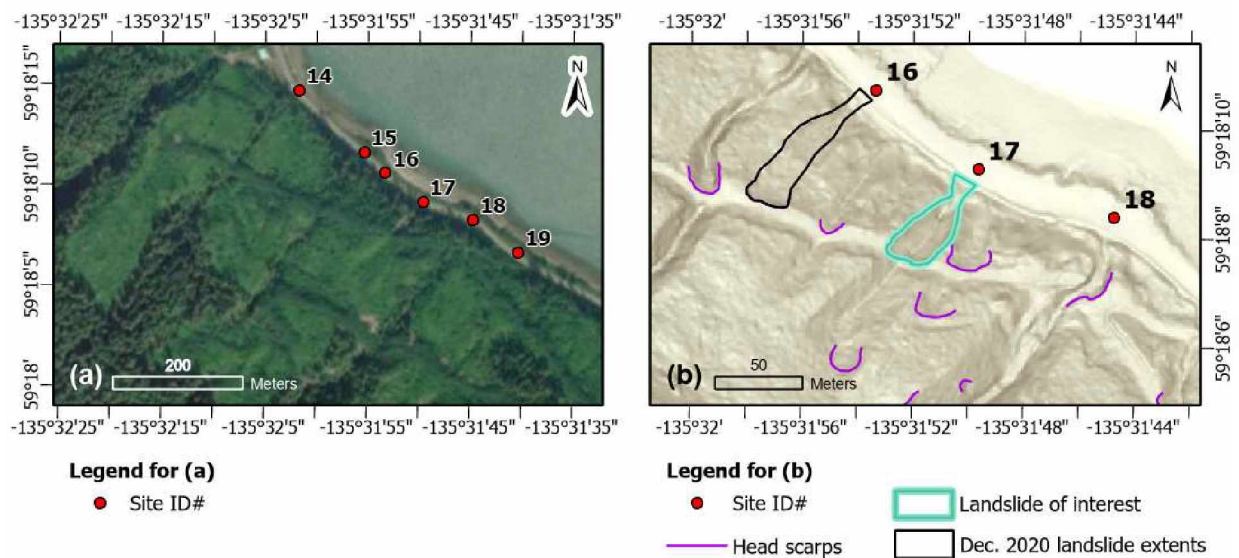 -135°32'25" -135°32'15" -135°32'5" -135°31'55" -135°31'45" -135°31'35"
-135°32' -135°31'56" -135°31'52" -135°31'48" -135°31'44"
59°18'15"
59°18'10"
59°18'5"
59°18'
N
14
15
16
17
18
19
(a)
200
Meters
-135°32'25" -135°32'15" -135°32'5" -135°31'55" -135°31'45" -135°31'35"
N
16
17
18
(b)
50
Meters
59°18'10"
59°18'8"
59°18'6"
-135°32' -135°31'56" -135°31'52" -135°31'48" -135°31'44"
Legend for (a)
Site ID#
Legend for (b)
Site ID#
Landslide of interest
Head scarps
Dec. 2020 landslide extents